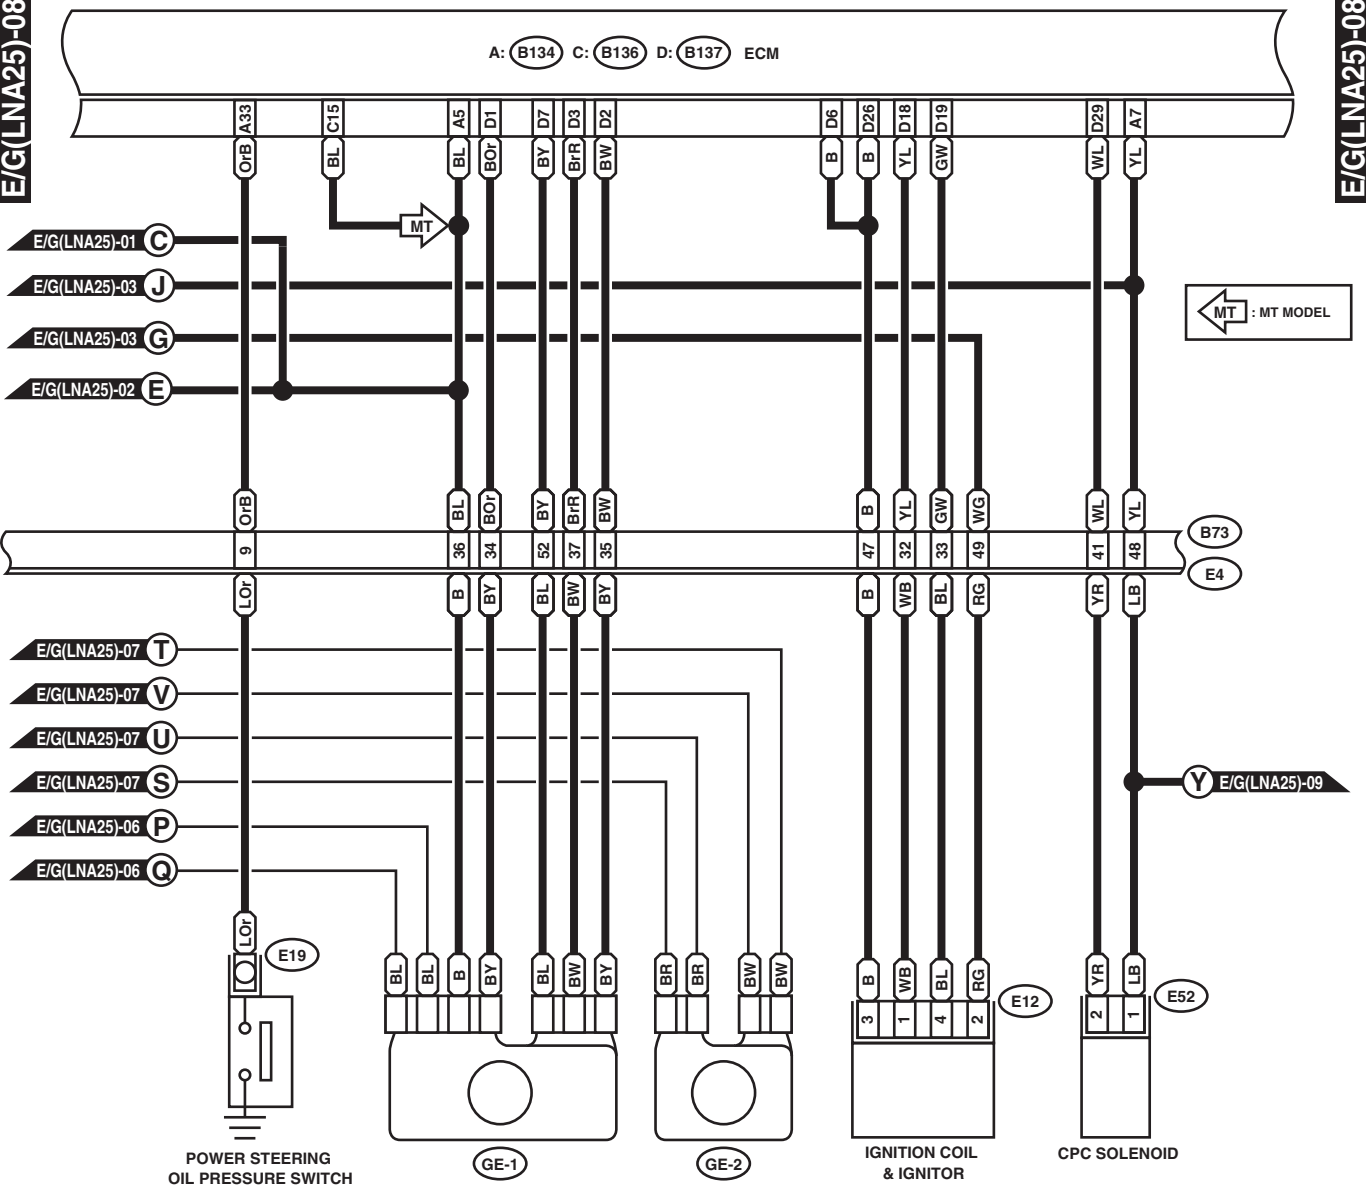 E/G(LNA25)-08
E/G(LNA25)-08
A: B134 C: B136 D: B137 ECM
A33 C15 A5 D1 D7 D3 D2 D6 D26 D18 D19 D29 A7
OrB BL BL BOr BY BrR BW B B YL GW WL YL
MT
E/G(LNA25)-01 C
E/G(LNA25)-03 J
MT : MT MODEL
E/G(LNA25)-03 G
E/G(LNA25)-02 E
OrB BL BOr BY BrR BW B YL GW WG WL YL
B73
9 36 34 52 37 35 47 32 33 49 41 48
E4
LOr B BY BL BW BY B WB BL RG YR LB
E/G(LNA25)-07 T
E/G(LNA25)-07 V
E/G(LNA25)-07 U
E/G(LNA25)-07 S
Y E/G(LNA25)-09
E/G(LNA25)-06 P
E/G(LNA25)-06 Q
LOr
E19
BL BL B BY BL BW BY BR BR BW BW B WB BL RG YR LB
E12
E52
3 1 4 2 2 1
POWER STEERING
OIL PRESSURE SWITCH
GE-1
GE-2
IGNITION COIL
& IGNITOR
CPC SOLENOID